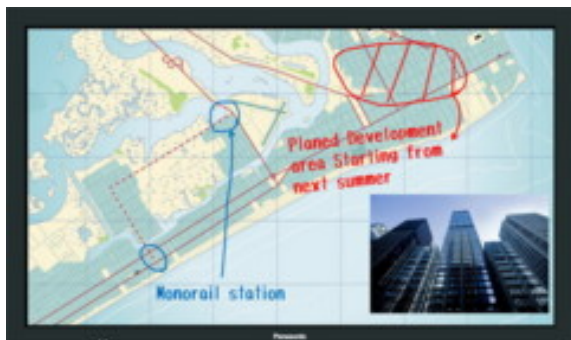 Planed Development
area Starting from
next summer
Monorail station
Panasonic